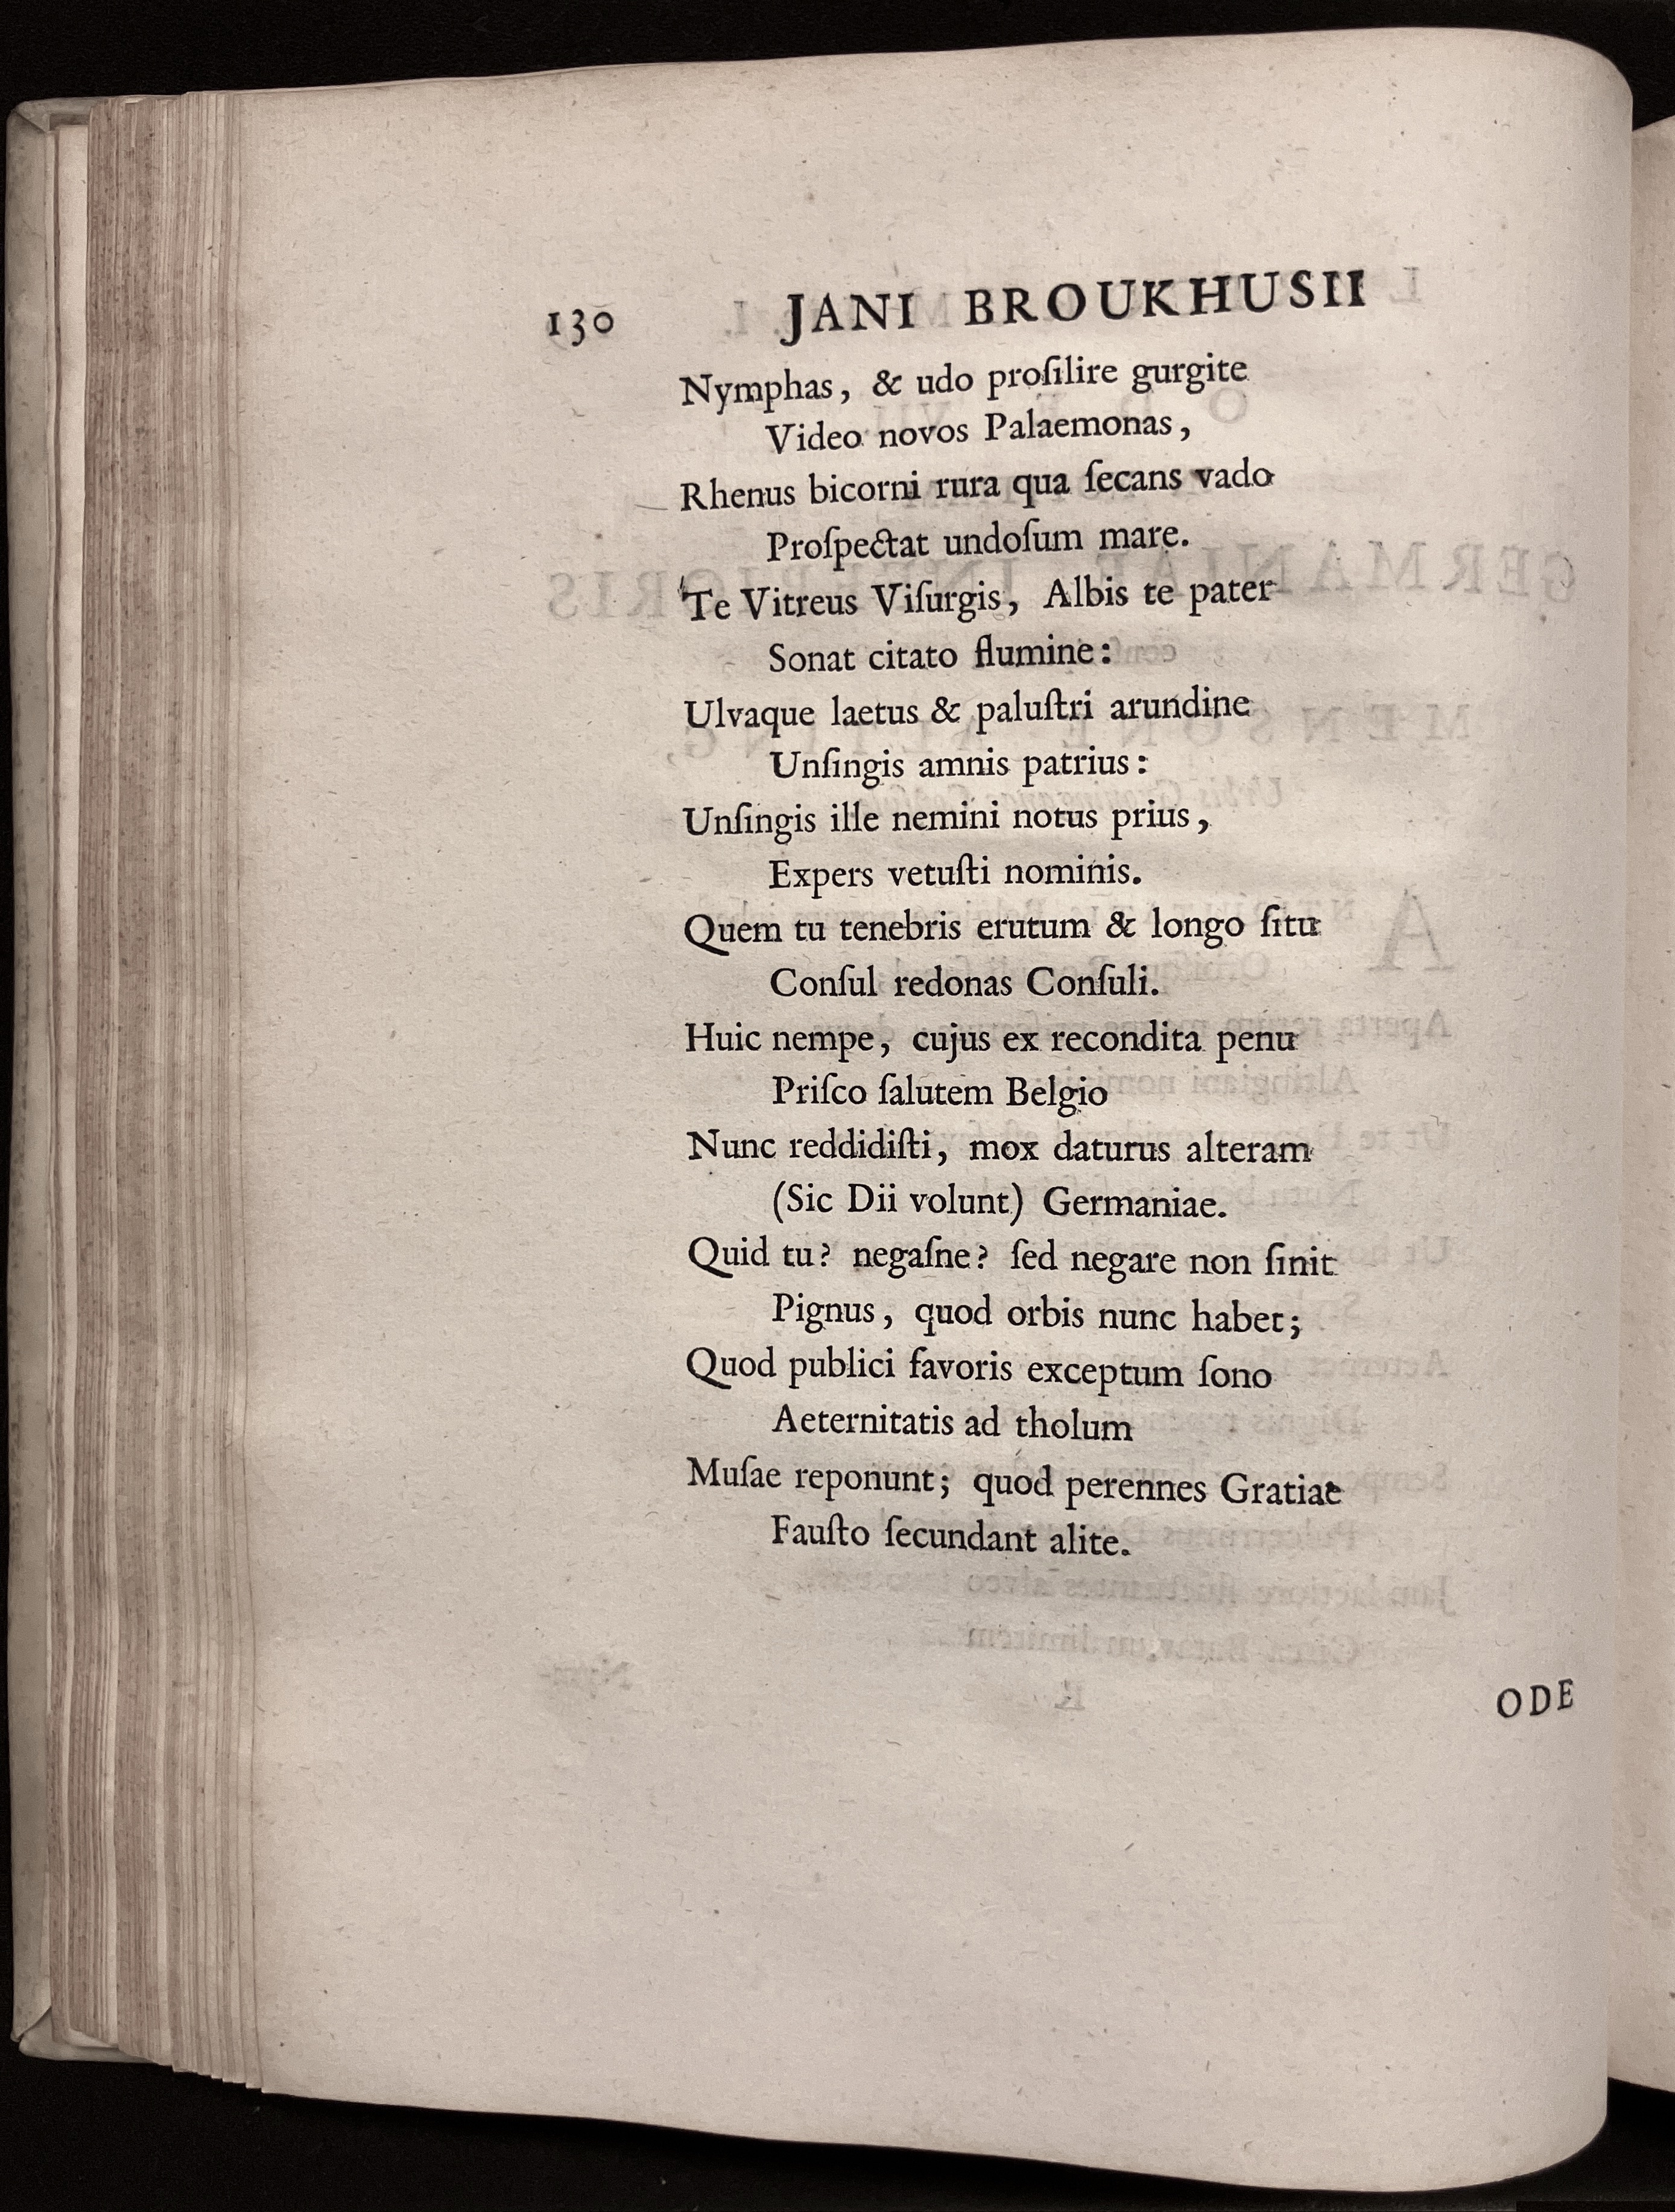 130 JANI BROUKHUSII
Nymphas, & udo proſilire gurgite
Video novos Palaemonas,
Rhenus bicorni rura qua ſecans vado
Proſpectat undoſum mare.
Te Vitreus Viſurgis, Albis te pater
Sonat citato flumine:
Ulvaque laetus & paluſtri arundine
Unſingis amnis patrius:
Unſingis ille nemini notus prius,
Expers vetuſti nominis.
Quem tu tenebris erutum & longo ſitu
Conſul redonas Conſuli.
Huic nempe, cujus ex recondita penu
Priſco ſalutem Belgio
Nunc reddidiſti, mox daturus alteram
(Sic Dii volunt) Germaniae.
Quid tu? negaſne? ſed negare non ſinit
Pignus, quod orbis nunc habet;
Quod publici favoris exceptum ſono
Aeternitatis ad tholum
Muſae reponunt; quod perennes Gratiae
Fauſto ſecundant alite.
ODE